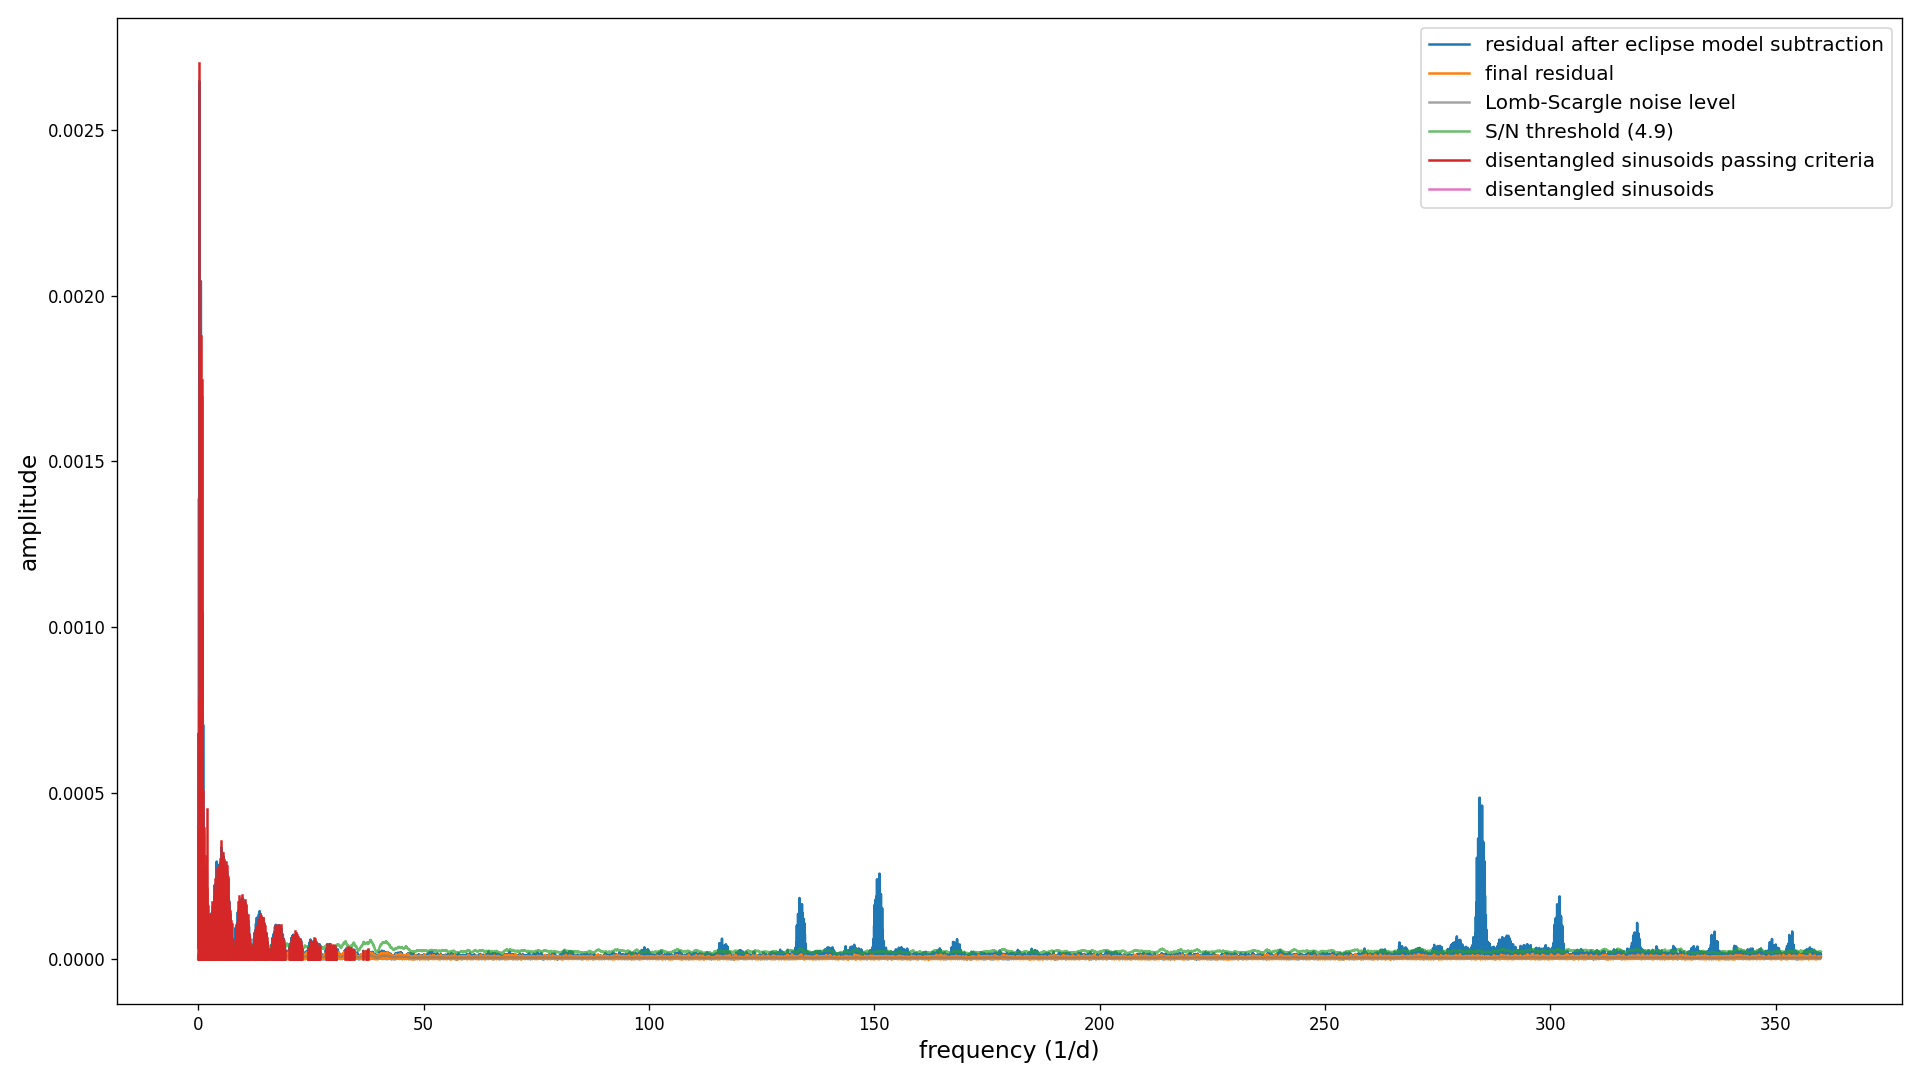 residual after eclipse model subtraction
final residual
Lomb-Scargle noise level
S/N threshold (4.9)
disentangled sinusoids passing criteria
disentangled sinusoids
0.0025
0.0020
0.0015
0.0010
0.0005
0.0000
amplitude
0 50 100 150 200 250 300 350
frequency (1/d)